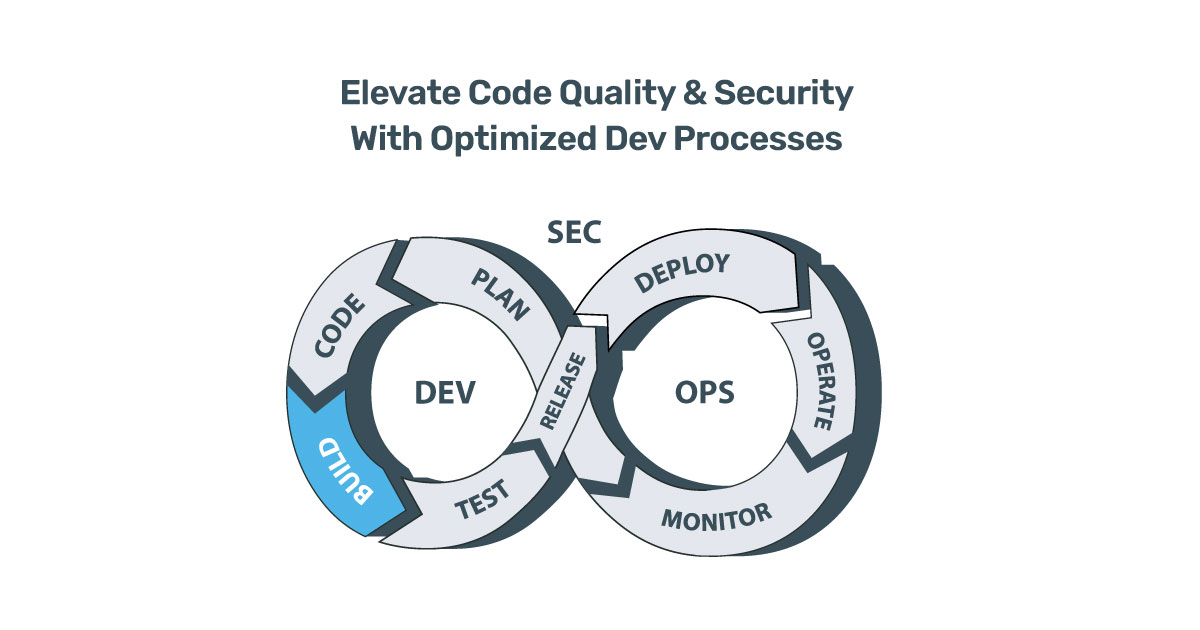 Elevate Code Quality & Security
With Optimized Dev Processes
SEC
PLAN
CODE
BUILD
TEST
RELEASE
DEV
DEPLOY
OPERATE
MONITOR
OPS